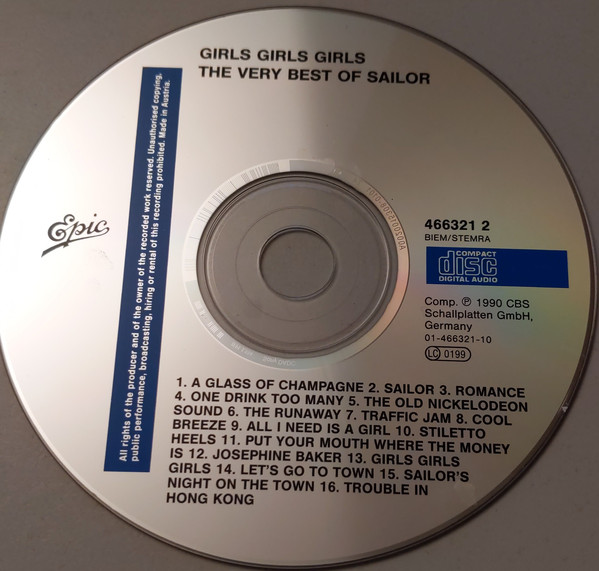 GIRLS GIRLS GIRLS
THE VERY BEST OF SAILOR
All rights of the producer and of the owner of the recorded work reserved. Unauthorised copying,
public performance, broadcasting, hiring or rental of this recording prohibited. Made in Austria.
Epic
466321 2
BIEM/STEMRA
COMPACT
disc
DIGITAL AUDIO
Comp. ℗ 1990 CBS
Schallplatten GmbH,
Germany
01-466321-10
LC 0199
1. A GLASS OF CHAMPAGNE 2. SAILOR 3. ROMANCE
4. ONE DRINK TOO MANY 5. THE OLD NICKELODEON
SOUND 6. THE RUNAWAY 7. TRAFFIC JAM 8. COOL
BREEZE 9. ALL I NEED IS A GIRL 10. STILETTO
HEELS 11. PUT YOUR MOUTH WHERE THE MONEY
IS 12. JOSEPHINE BAKER 13. GIRLS GIRLS
GIRLS 14. LET'S GO TO TOWN 15. SAILOR'S
NIGHT ON THE TOWN 16. TROUBLE IN
HONG KONG